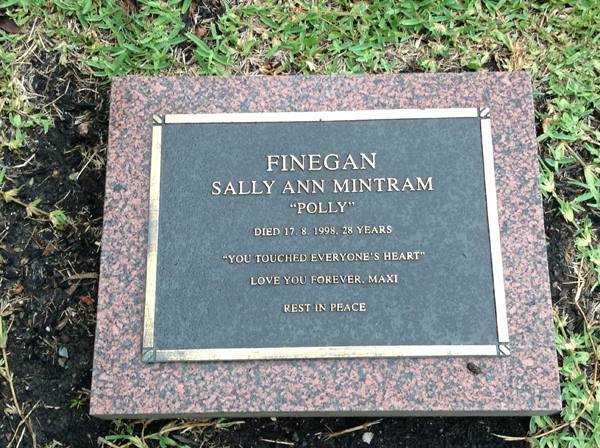 FINEGAN
SALLY ANN MINTRAM
"POLLY"
DIED 17. 8. 1998, 28 YEARS
"YOU TOUCHED EVERYONE'S HEART"
LOVE YOU FOREVER, MAXI
REST IN PEACE